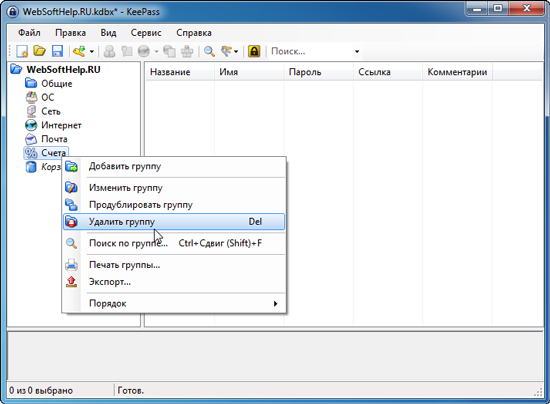 WebSoftHelp.RU.kdbx* - KeePass
Файл Правка Вид Сервис Справка
Поиск...
WebSoftHelp.RU
Общие
ОС
Сеть
Интернет
Почта
Счета
Корз
Название Имя Пароль Ссылка Комментарии
Добавить группу
Изменить группу
Продублировать группу
Удалить группу Del
Поиск по группе... Ctrl+Сдвиг (Shift)+F
Печать группы...
Экспорт...
Порядок
0 из 0 выбрано Готов.